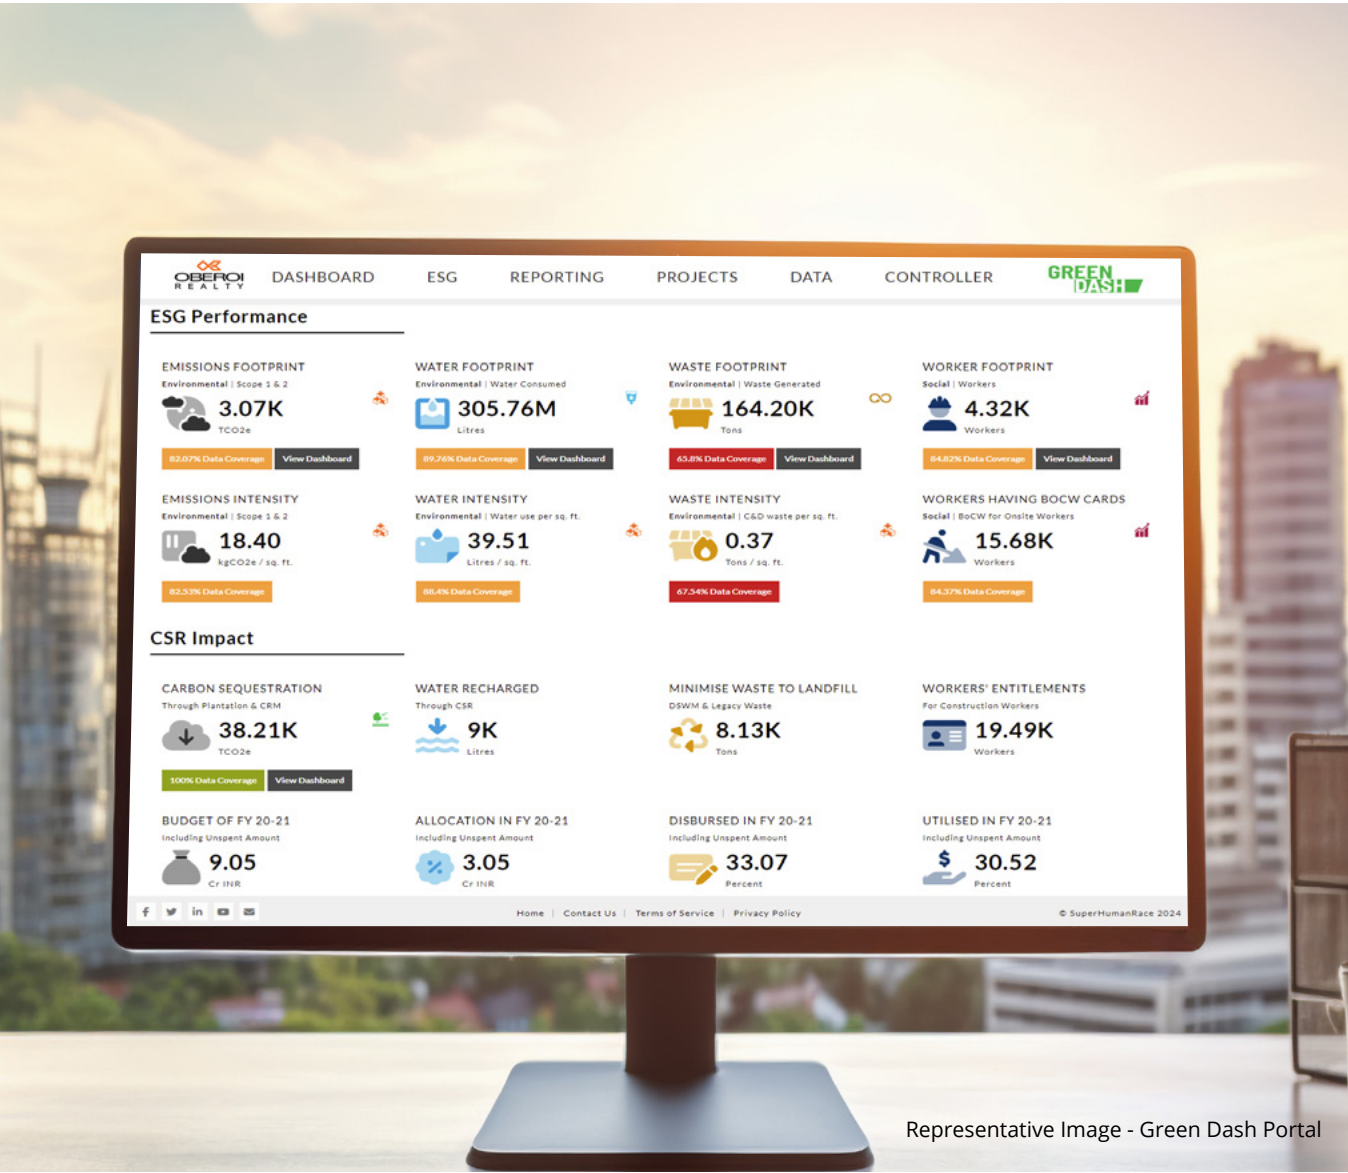 OBEROI
REALTY
DASHBOARD ESG REPORTING PROJECTS DATA CONTROLLER
GREEN
DASH
ESG Performance
EMISSIONS FOOTPRINT
Environmental | Scope 1 & 2
3.07K
TCO2e
82.07% Data Coverage View Dashboard
WATER FOOTPRINT
Environmental | Water Consumed
305.76M
Litres
89.76% Data Coverage View Dashboard
WASTE FOOTPRINT
Environmental | Waste Generated
164.20K
Tons
65.8% Data Coverage View Dashboard
WORKER FOOTPRINT
Social | Workers
4.32K
Workers
84.82% Data Coverage View Dashboard
EMISSIONS INTENSITY
Environmental | Scope 1 & 2
18.40
kgCO2e / sq. ft.
82.53% Data Coverage
WATER INTENSITY
Environmental | Water use per sq. ft.
39.51
Litres / sq. ft.
88.4% Data Coverage
WASTE INTENSITY
Environmental | C&D waste per sq. ft.
0.37
Tons / sq. ft.
67.54% Data Coverage
WORKERS HAVING BOCW CARDS
Social | BoCW for Onsite Workers
15.68K
Workers
84.37% Data Coverage
CSR Impact
CARBON SEQUESTRATION
Through Plantation & CRM
38.21K
TCO2e
100% Data Coverage View Dashboard
WATER RECHARGED
Through CSR
9K
Litres
MINIMISE WASTE TO LANDFILL
DSWM & Legacy Waste
8.13K
Tons
WORKERS' ENTITLEMENTS
For Construction Workers
19.49K
Workers
BUDGET OF FY 20-21
Including Unspent Amount
9.05
Cr INR
ALLOCATION IN FY 20-21
Including Unspent Amount
3.05
Cr INR
DISBURSED IN FY 20-21
Including Unspent Amount
33.07
Percent
UTILISED IN FY 20-21
Including Unspent Amount
30.52
Percent
Home | Contact Us | Terms of Service | Privacy Policy
© SuperHumanRace 2024
Representative Image - Green Dash Portal